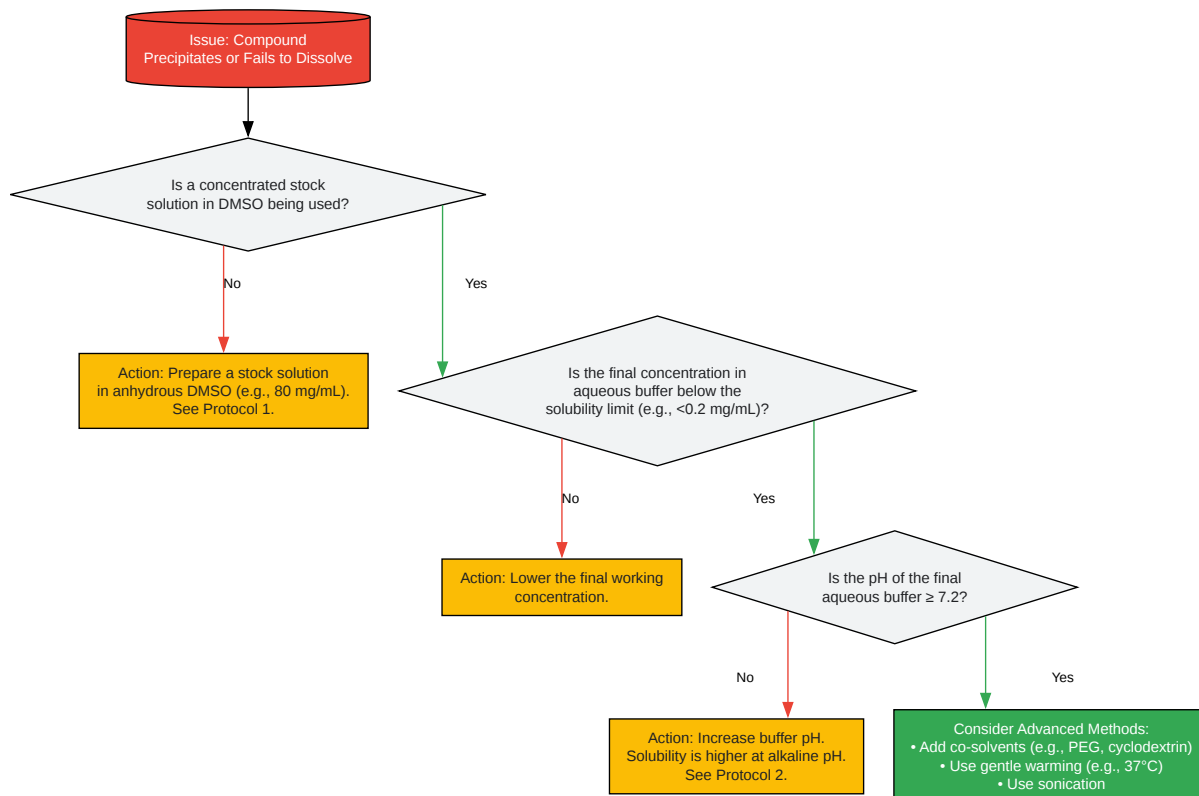 Issue: Compound
Precipitates or Fails to Dissolve
Is a concentrated stock
solution in DMSO being used?
No
Yes
Action: Prepare a stock solution
in anhydrous DMSO (e.g., 80 mg/mL).
See Protocol 1.
Is the final concentration in
aqueous buffer below the
solubility limit (e.g., <0.2 mg/mL)?
No
Yes
Action: Lower the final working
concentration.
Is the pH of the final
aqueous buffer ≥ 7.2?
No
Yes
Action: Increase buffer pH.
Solubility is higher at alkaline pH.
See Protocol 2.
Consider Advanced Methods:
• Add co-solvents (e.g., PEG, cyclodextrin)
• Use gentle warming (e.g., 37°C)
• Use sonication